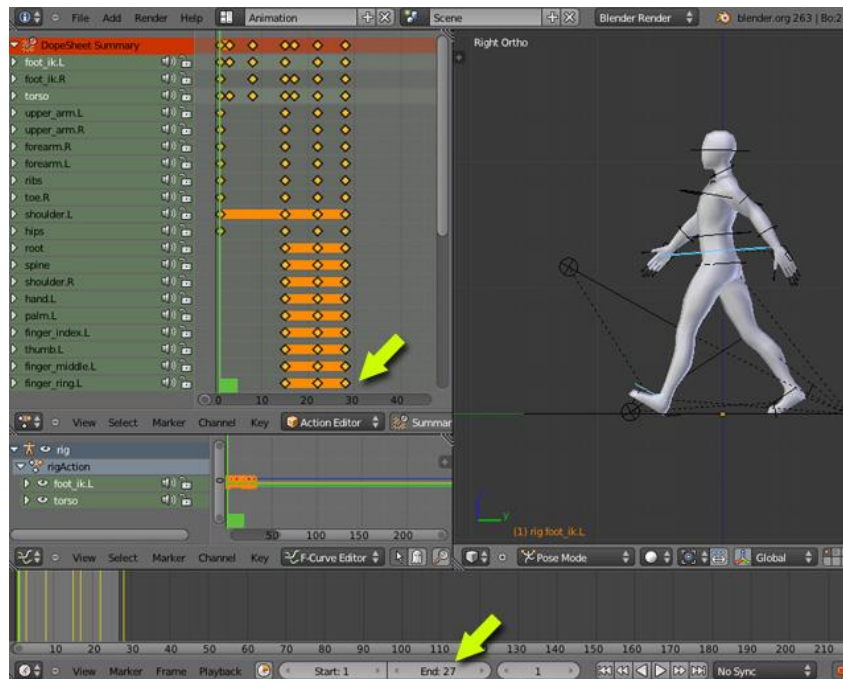 File Add Render Help Animation Scene Blender Render blender.org 263 | Bo:2
DopeSheet Summary
foot_ik.L
foot_ik.R
torso
upper_arm.L
upper_arm.R
forearm.R
forearm.L
ribs
toe.R
shoulder.L
hips
root
spine
shoulder.R
hand.L
palm.L
finger_index.L
thumb.L
finger_middle.L
finger_ring.L
0 10 20 30 40
View Select Marker Channel Key Action Editor Summar
Right Ortho
z
y
(1) rig foot_ik.L
rig
rigAction
foot_ik.L
torso
50 100 150 200
View Select Marker Channel Key F-Curve Editor
Pose Mode Global
10 20 30 40 50 60 70 80 90 100 110 130 140 150 160 170 180 190 200 210
View Marker Frame Playback Start: 1 End: 27 1 No Sync